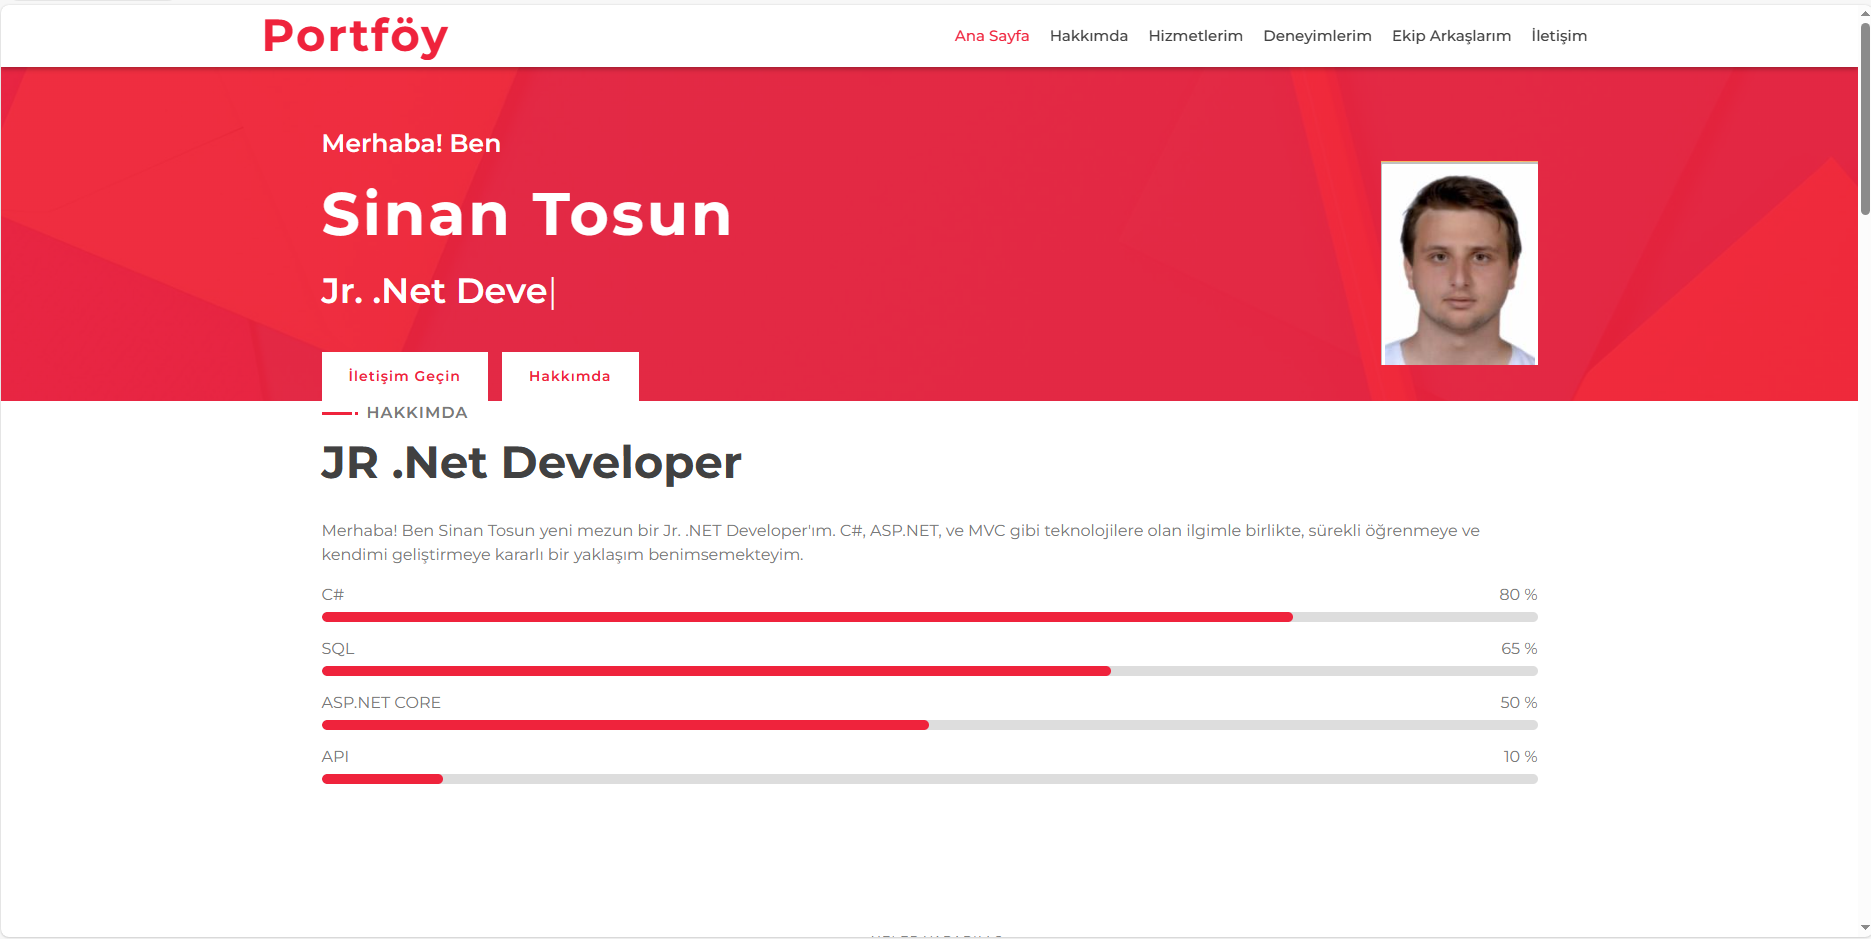 Portföy
Ana Sayfa Hakkımda Hizmetlerim Deneyimlerim Ekip Arkaşlarım İletişim
Merhaba! Ben
Sinan Tosun
Jr. .Net Deve|
İletişim Geçin Hakkımda
HAKKIMDA
JR .Net Developer
Merhaba! Ben Sinan Tosun yeni mezun bir Jr. .NET Developer'ım. C#, ASP.NET, ve MVC gibi teknolojilere olan ilgimle birlikte, sürekli öğrenmeye ve
kendimi geliştirmeye kararlı bir yaklaşım benimsemekteyim.
C# 80 %
SQL 65 %
ASP.NET CORE 50 %
API 10 %